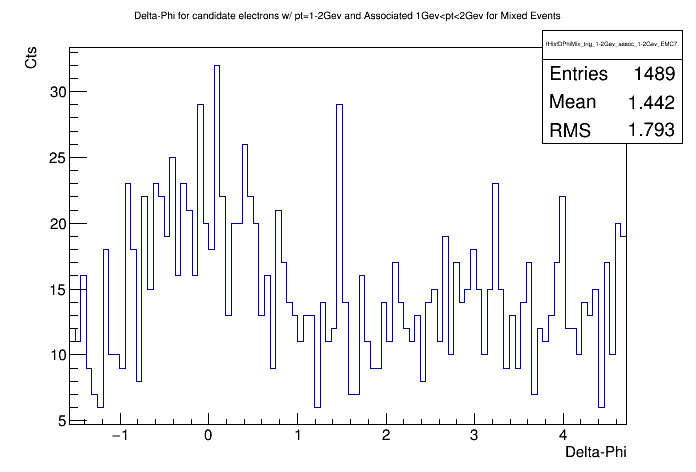 Delta-Phi for candidate electrons w/ pt=1-2Gev and Associated 1Gev<pt<2Gev for Mixed Events
fHistDPhiMix_trig_1-2Gev_assoc_1-2Gev_EMC7
Entries 1489
Mean 1.442
RMS 1.793
Cts
30
25
20
15
10
5
−1 0 1 2 3 4
Delta-Phi